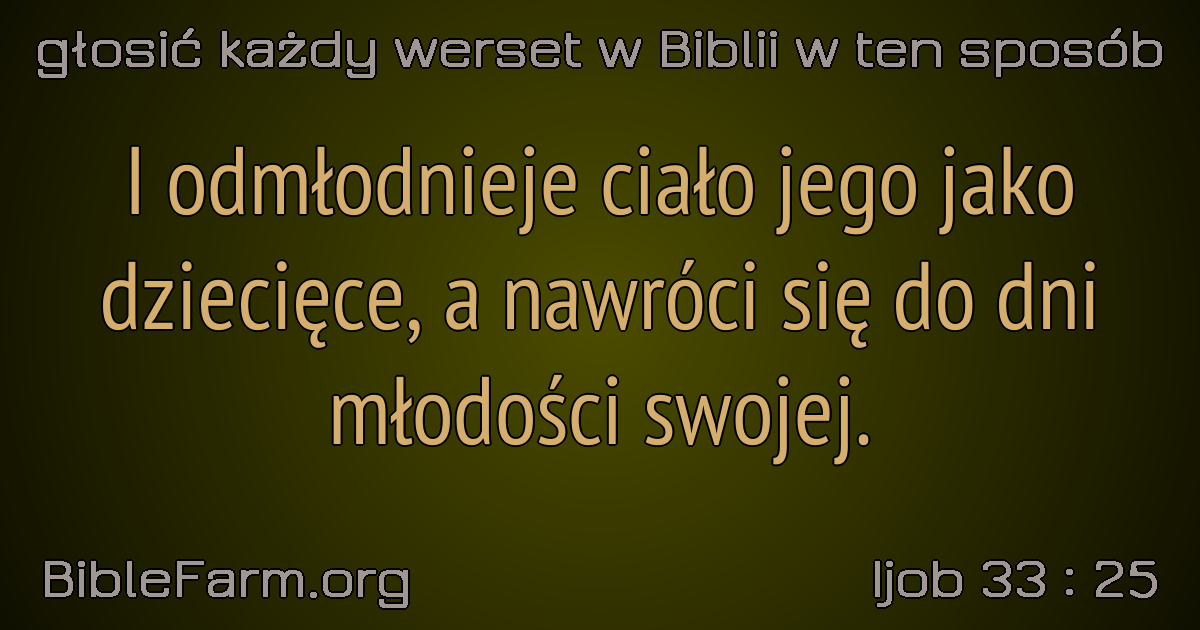 głosić każdy werset w Biblii w ten sposób
I odmłodnieje ciało jego jako
dziecięce, a nawróci się do dni
młodości swojej.
BibleFarm.org
Ijob 33 : 25